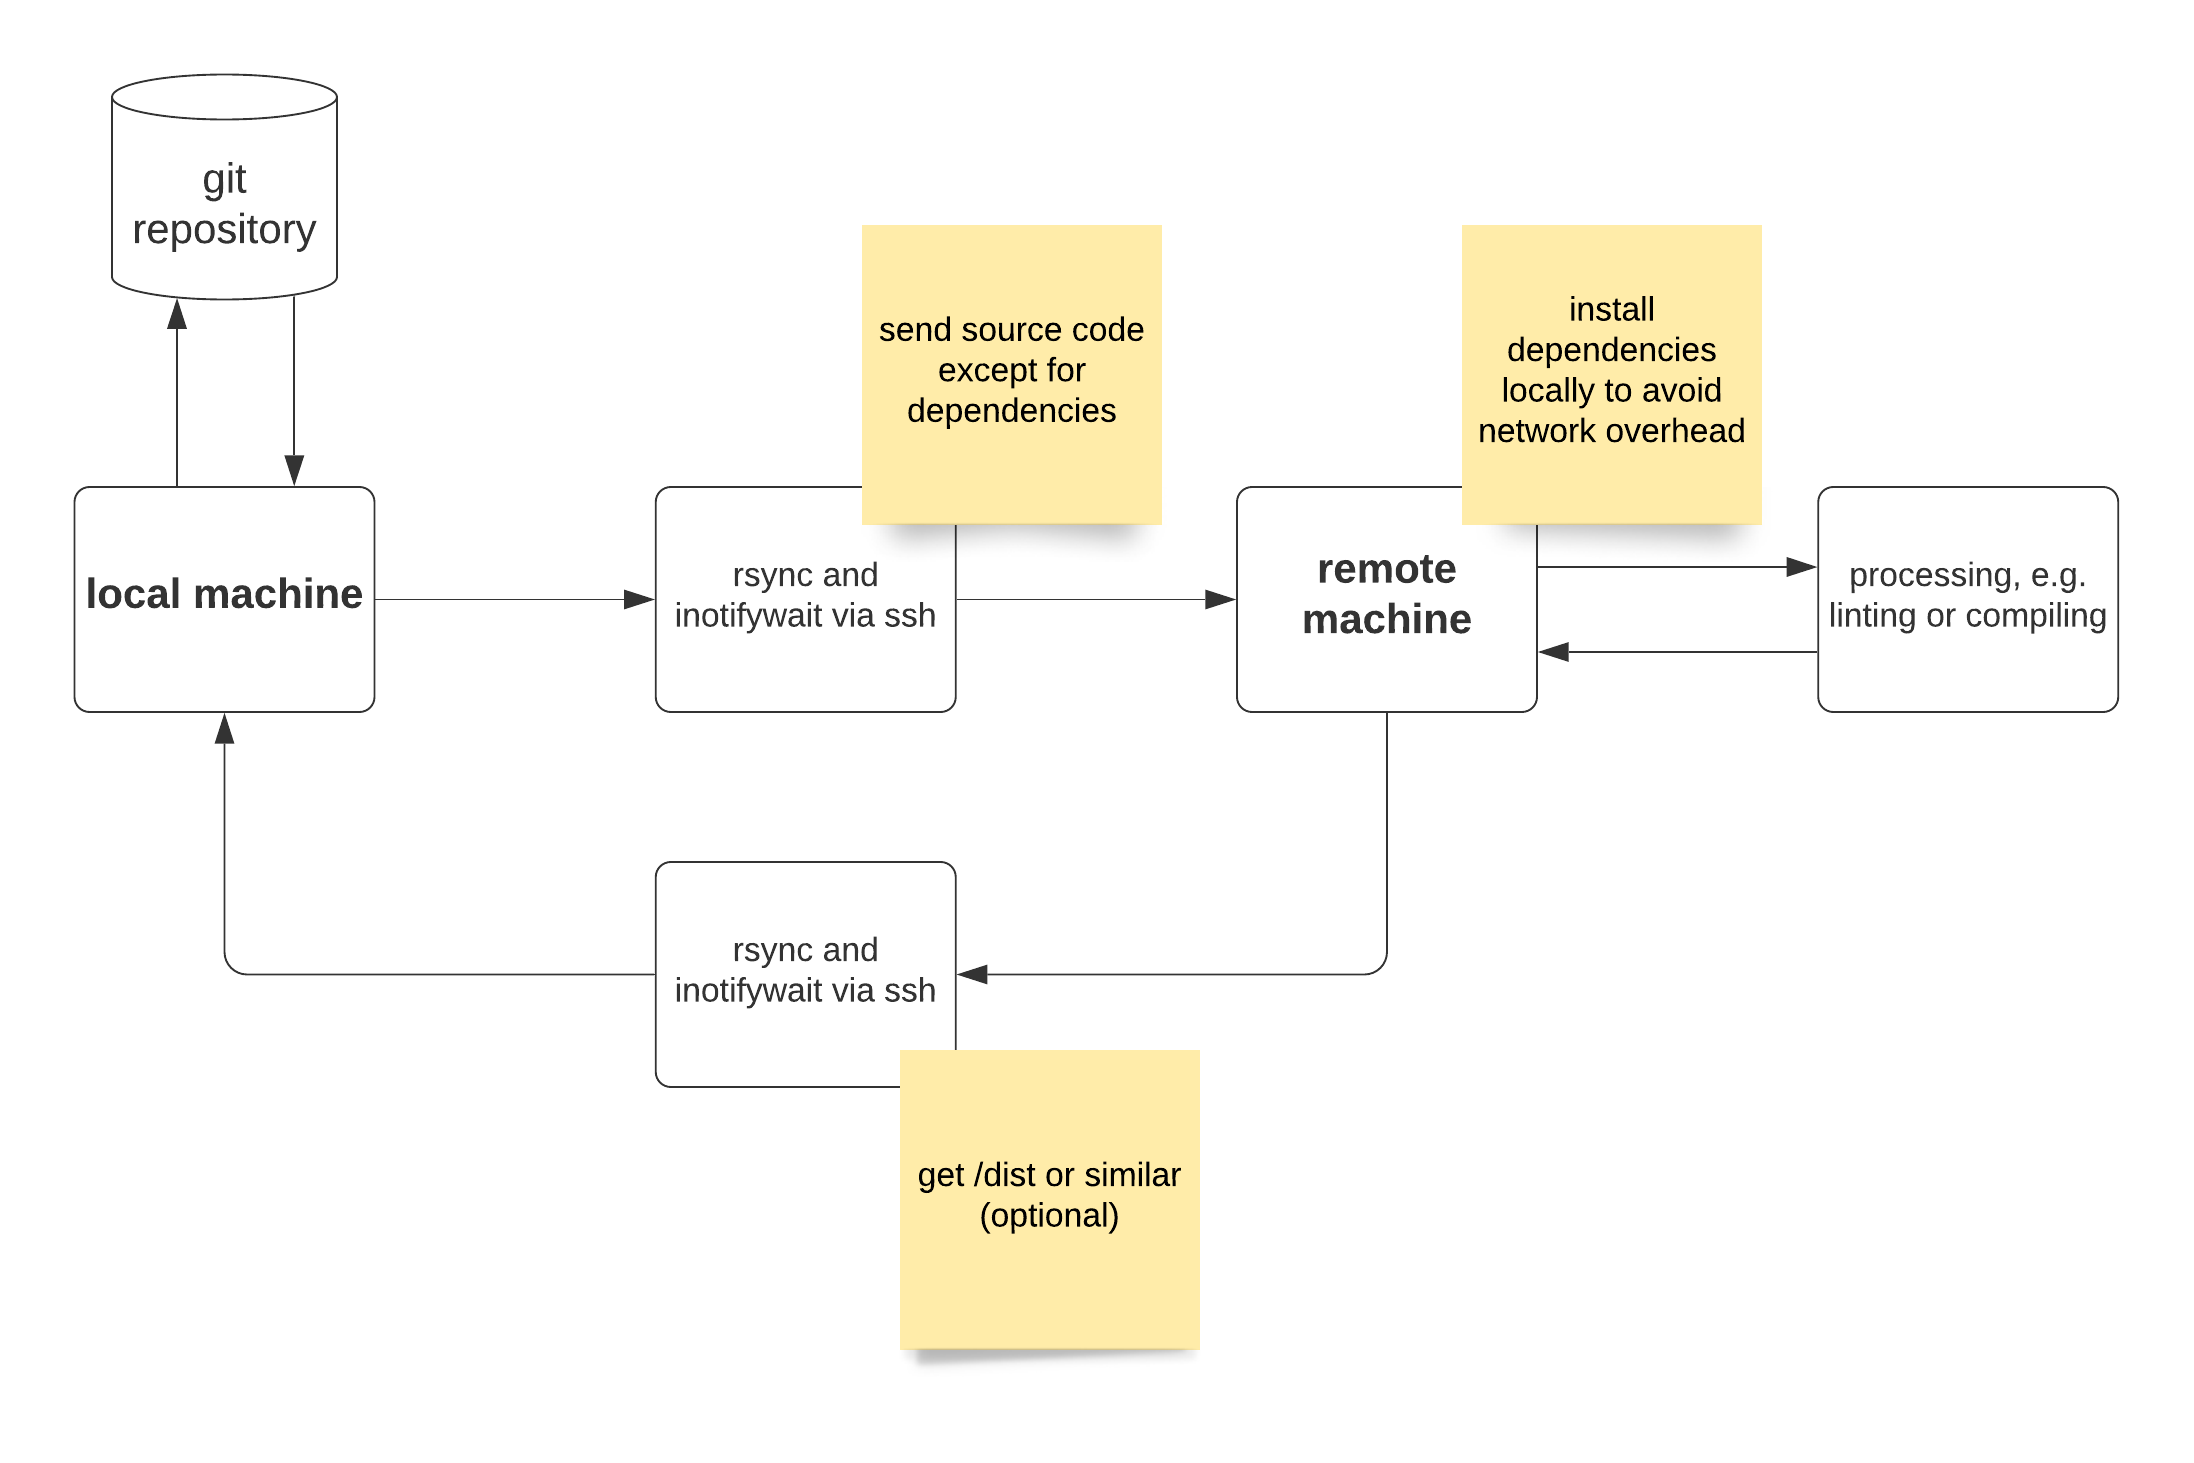 git
repository
send source code
except for
dependencies
install
dependencies
locally to avoid
network overhead
local machine
rsync and
inotifywait via ssh
remote
machine
processing, e.g.
linting or compiling
rsync and
inotifywait via ssh
get /dist or similar
(optional)